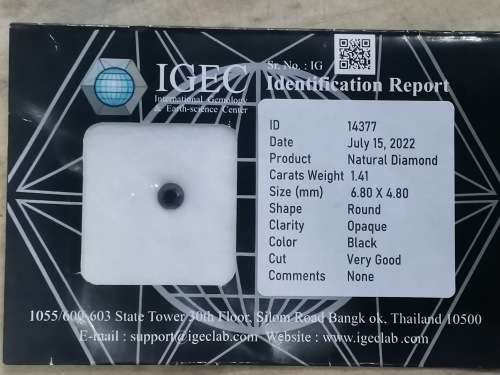 IGEC
International Gemology
& Earth-science Center
Sr. No. : IG
Identification Report
ID 14377
Date July 15, 2022
Product Natural Diamond
Carats Weight 1.41
Size (mm) 6.80 X 4.80
Shape Round
Clarity Opaque
Color Black
Cut Very Good
Comments None
1055/600-603 State Tower 30th Floor, Silom Road Bangk ok, Thailand 10500
E-mail : support@igeclab.com Website : www.igeclab.com